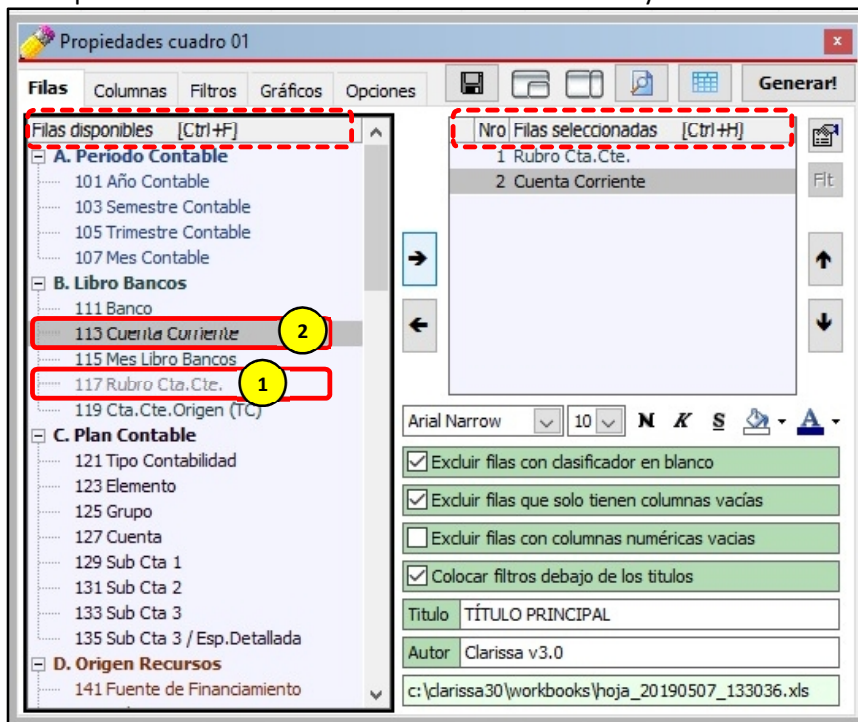 Propiedades cuadro 01
x
Filas Columnas Filtros Gráficos Opciones Generar!
Filas disponibles [Ctrl+F]
A. Periodo Contable
101 Año Contable
103 Semestre Contable
105 Trimestre Contable
107 Mes Contable
B. Libro Bancos
111 Banco
113 Cuenta Corriente 2
115 Mes Libro Bancos
117 Rubro Cta.Cte. 1
119 Cta.Cte.Origen (TC)
C. Plan Contable
121 Tipo Contabilidad
123 Elemento
125 Grupo
127 Cuenta
129 Sub Cta 1
131 Sub Cta 2
133 Sub Cta 3
135 Sub Cta 3 / Esp.Detallada
D. Origen Recursos
141 Fuente de Financiamiento
Nro Filas seleccionadas [Ctrl+H]
1 Rubro Cta.Cte.
2 Cuenta Corriente
Flt
Arial Narrow 10 N K S A
Excluir filas con clasificador en blanco
Excluir filas que solo tienen columnas vacías
Excluir filas con columnas numéricas vacias
Colocar filtros debajo de los titulos
Titulo TÍTULO PRINCIPAL
Autor Clarissa v3.0
c:\clarissa30\workbooks\hoja_20190507_133036.xls